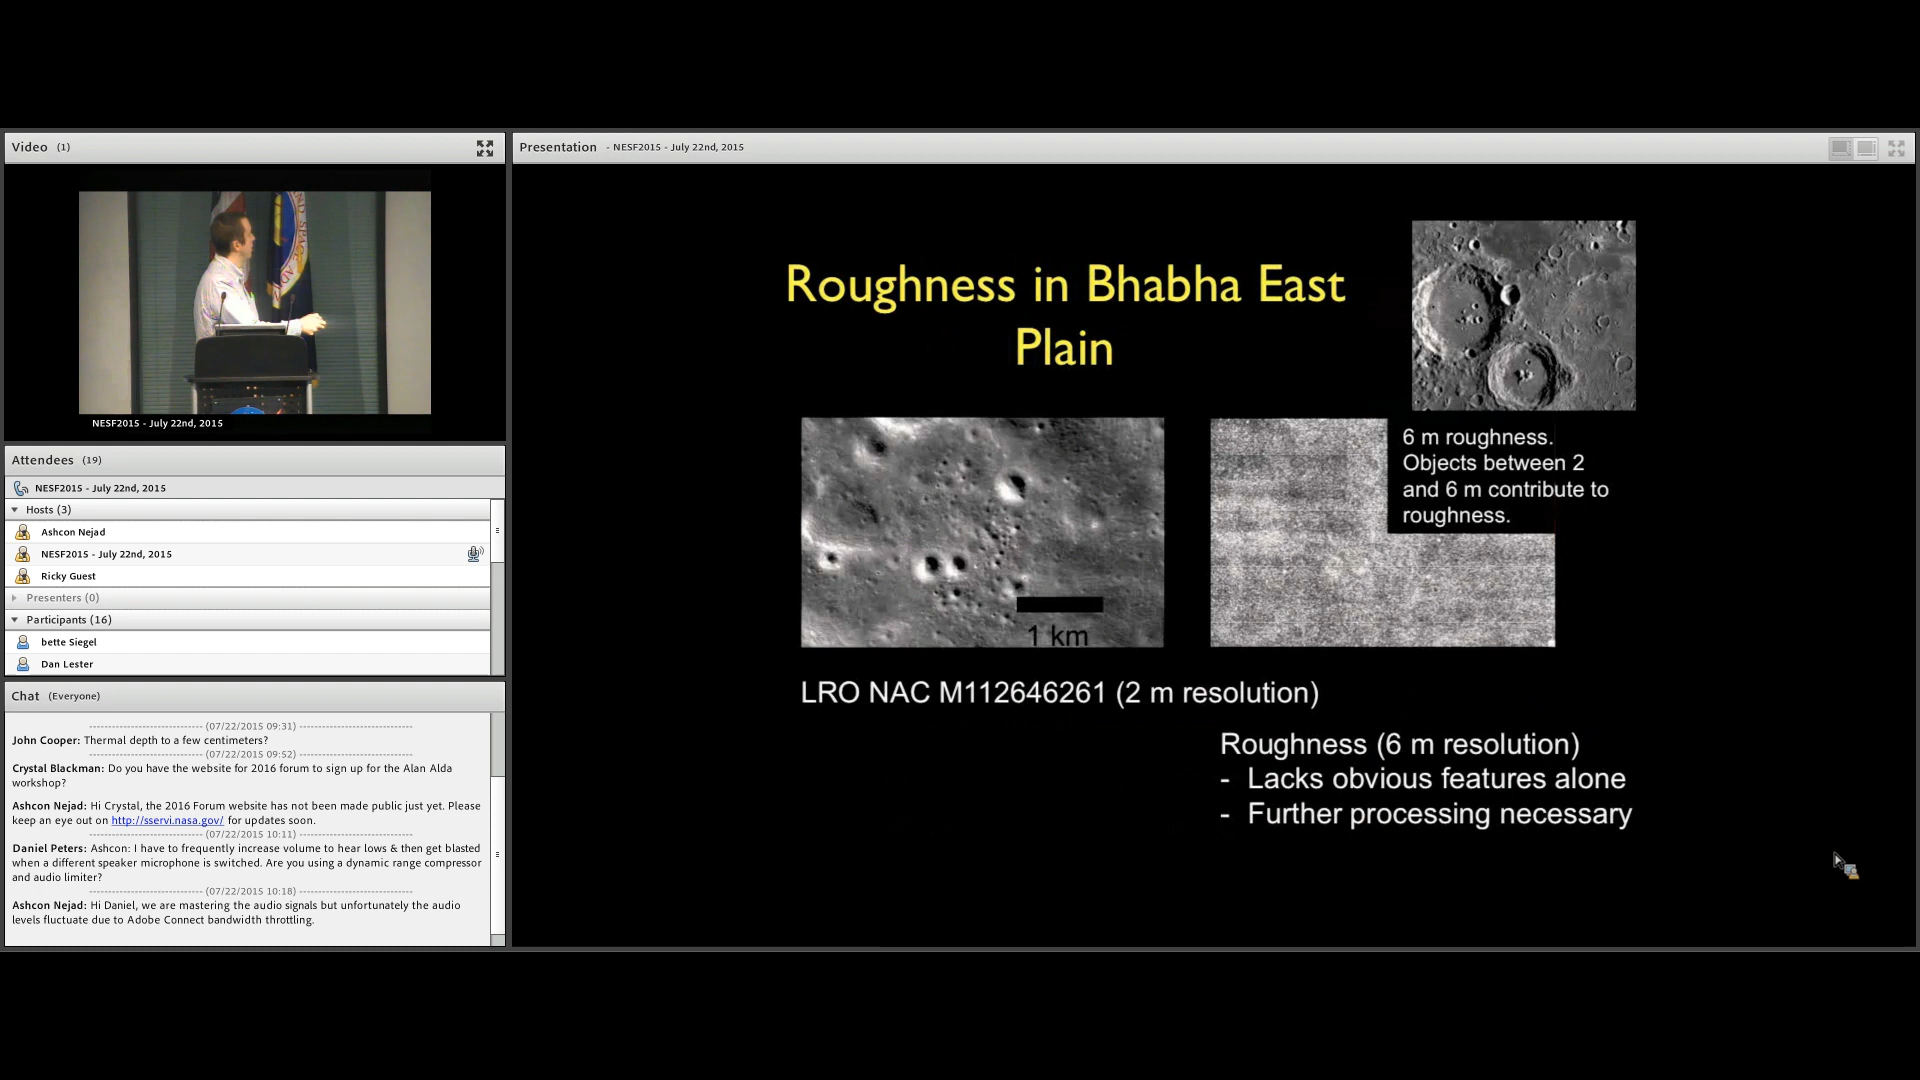 Video (1)
ND SPACE AD
NESF2015 - July 22nd, 2015
Attendees (19)
NESF2015 - July 22nd, 2015
Hosts (3)
Ashcon Nejad
NESF2015 - July 22nd, 2015
Ricky Guest
Presenters (0)
Participants (16)
bette Siegel
Dan Lester
Chat (Everyone)
----------------------------- (07/22/2015 09:31) -----------------------------
John Cooper: Thermal depth to a few centimeters?
----------------------------- (07/22/2015 09:52) -----------------------------
Crystal Blackman: Do you have the website for 2016 forum to sign up for the Alan Alda
workshop?
Ashcon Nejad: Hi Crystal, the 2016 Forum website has not been made public just yet. Please
keep an eye out on http://sservi.nasa.gov/ for updates soon.
----------------------------- (07/22/2015 10:11) -----------------------------
Daniel Peters: Ashcon: I have to frequently increase volume to hear lows & then get blasted
when a different speaker microphone is switched. Are you using a dynamic range compressor
and audio limiter?
----------------------------- (07/22/2015 10:18) -----------------------------
Ashcon Nejad: Hi Daniel, we are mastering the audio signals but unfortunately the audio
levels fluctuate due to Adobe Connect bandwidth throttling.
Presentation - NESF2015 - July 22nd, 2015
Roughness in Bhabha East
Plain
6 m roughness.
Objects between 2
and 6 m contribute to
roughness.
1 km
LRO NAC M112646261 (2 m resolution)
Roughness (6 m resolution)
- Lacks obvious features alone
- Further processing necessary